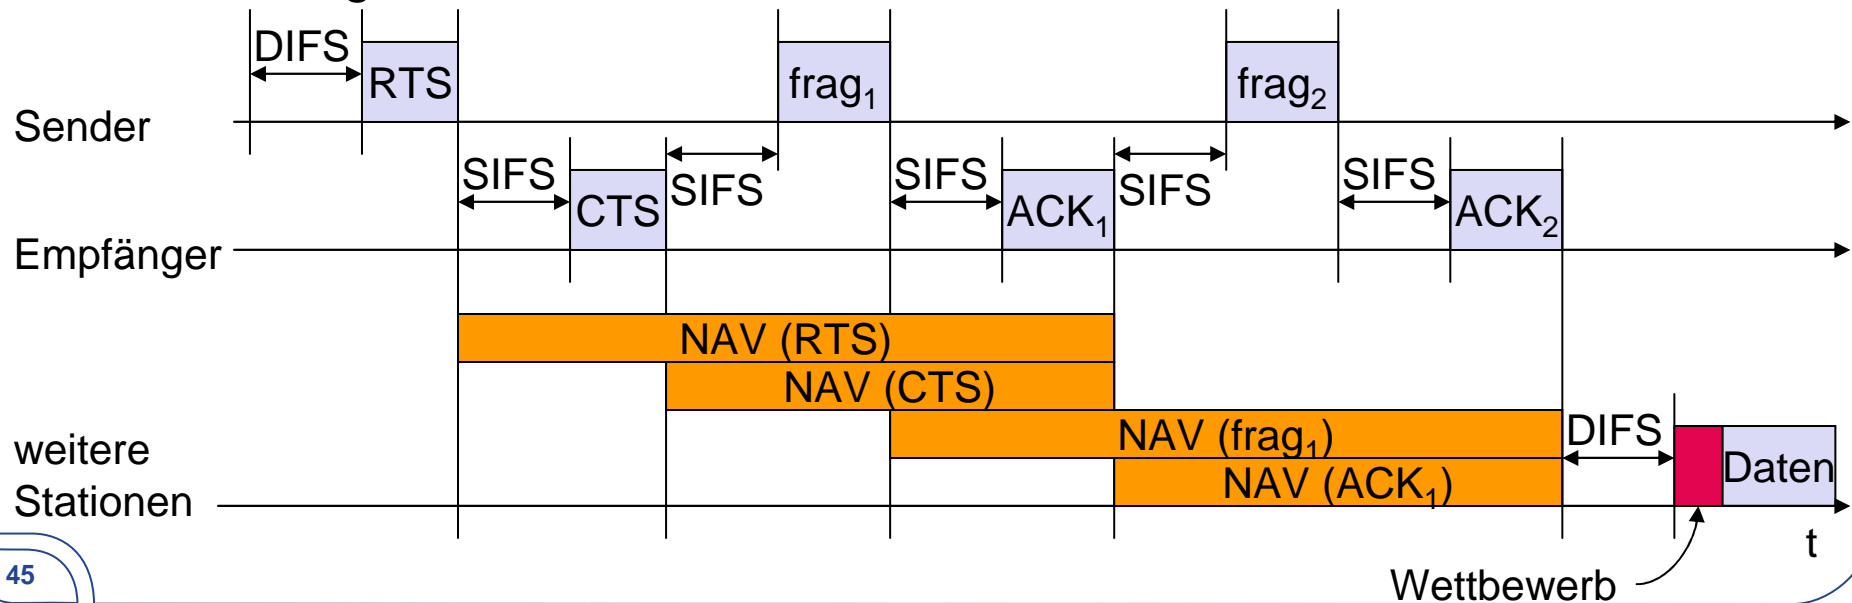 DIFS
RTS
frag₁
frag₂
Sender
SIFS
CTS
SIFS
SIFS
ACK₁
SIFS
SIFS
ACK₂
Empfänger
NAV (RTS)
NAV (CTS)
NAV (frag₁)
NAV (ACK₁)
DIFS
Daten
weitere
Stationen
t
Wettbewerb
45